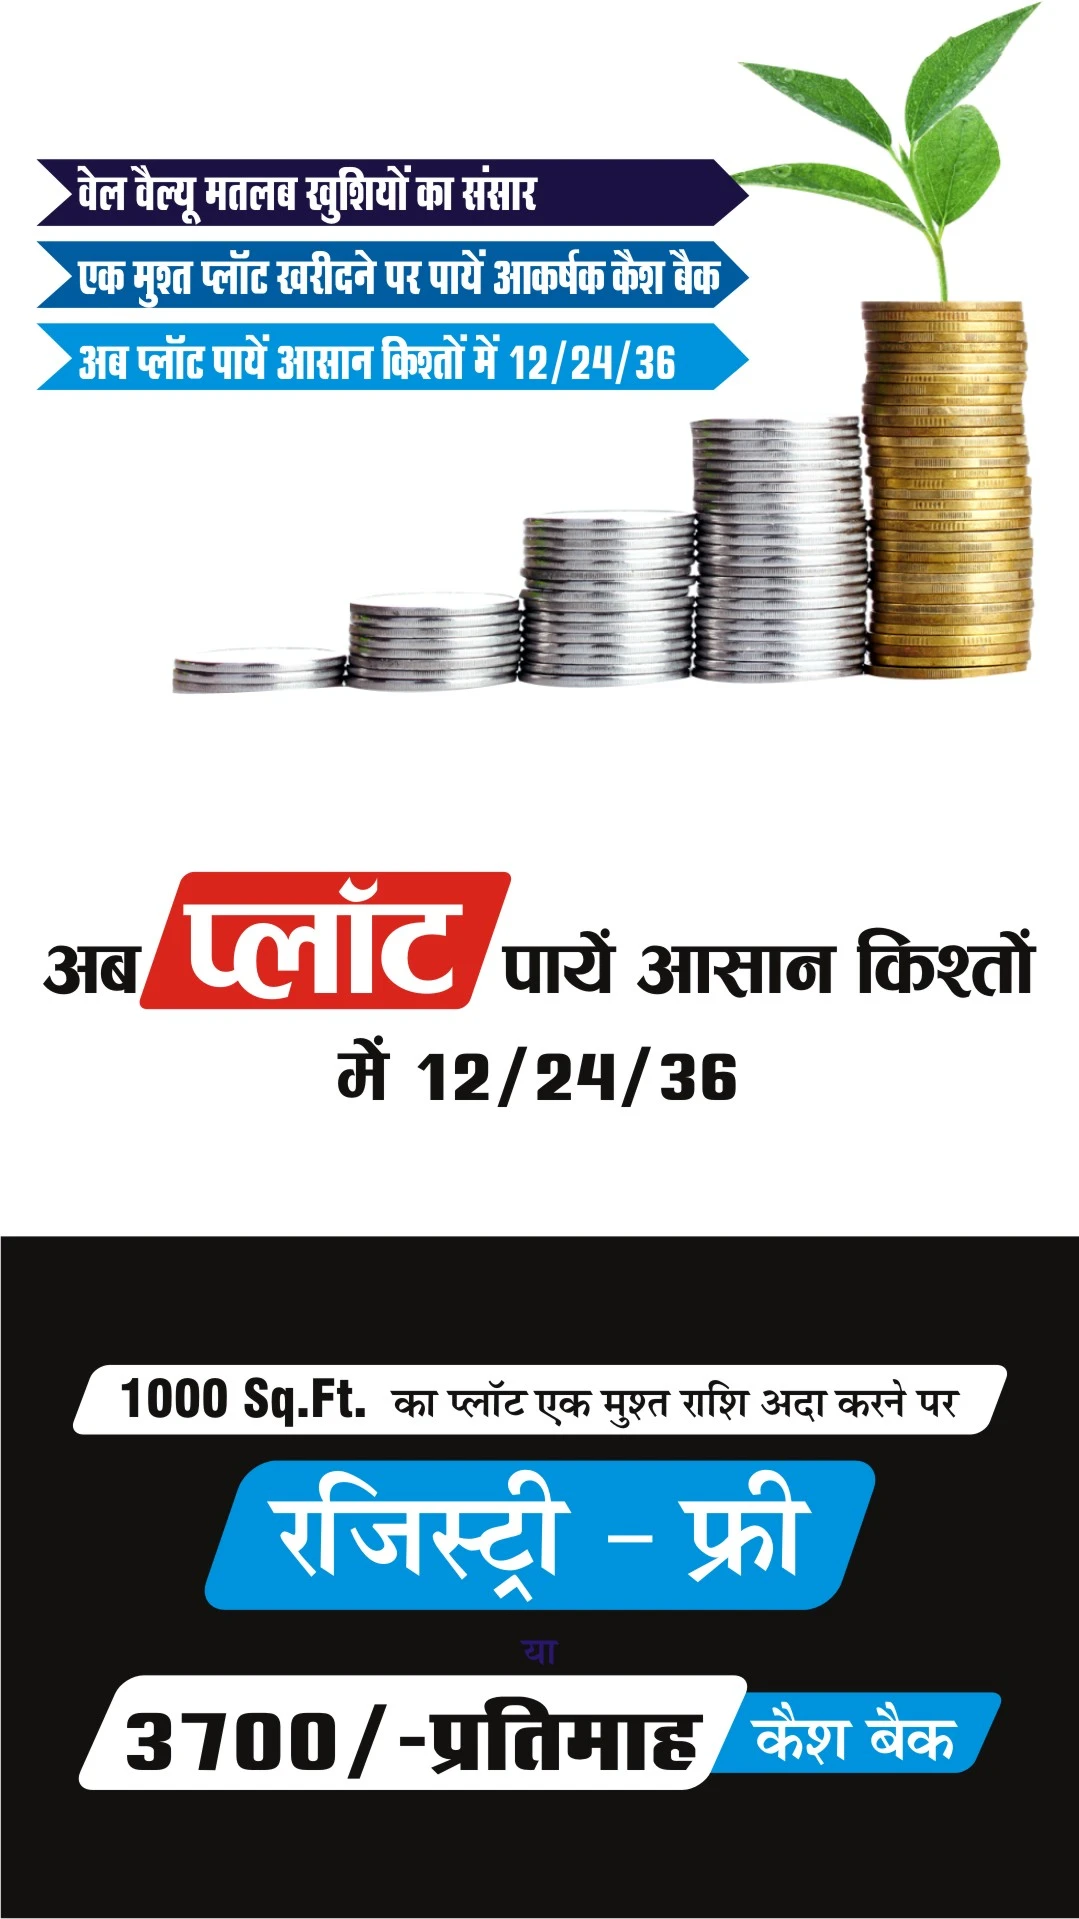 वेल वैल्यू मतलब खुशियों का संसार
एक मुश्त प्लॉट खरीदने पर पायें आकर्षक कैश बैक
अब प्लॉट पायें आसान किश्तों में 12/24/36
अब प्लॉट पायें आसान किश्तों
में 12/24/36
1000 Sq.Ft. का प्लॉट एक मुश्त राशि अदा करने पर
रजिस्ट्री – फ्री
या
3700/-प्रतिमाह कैश बैक